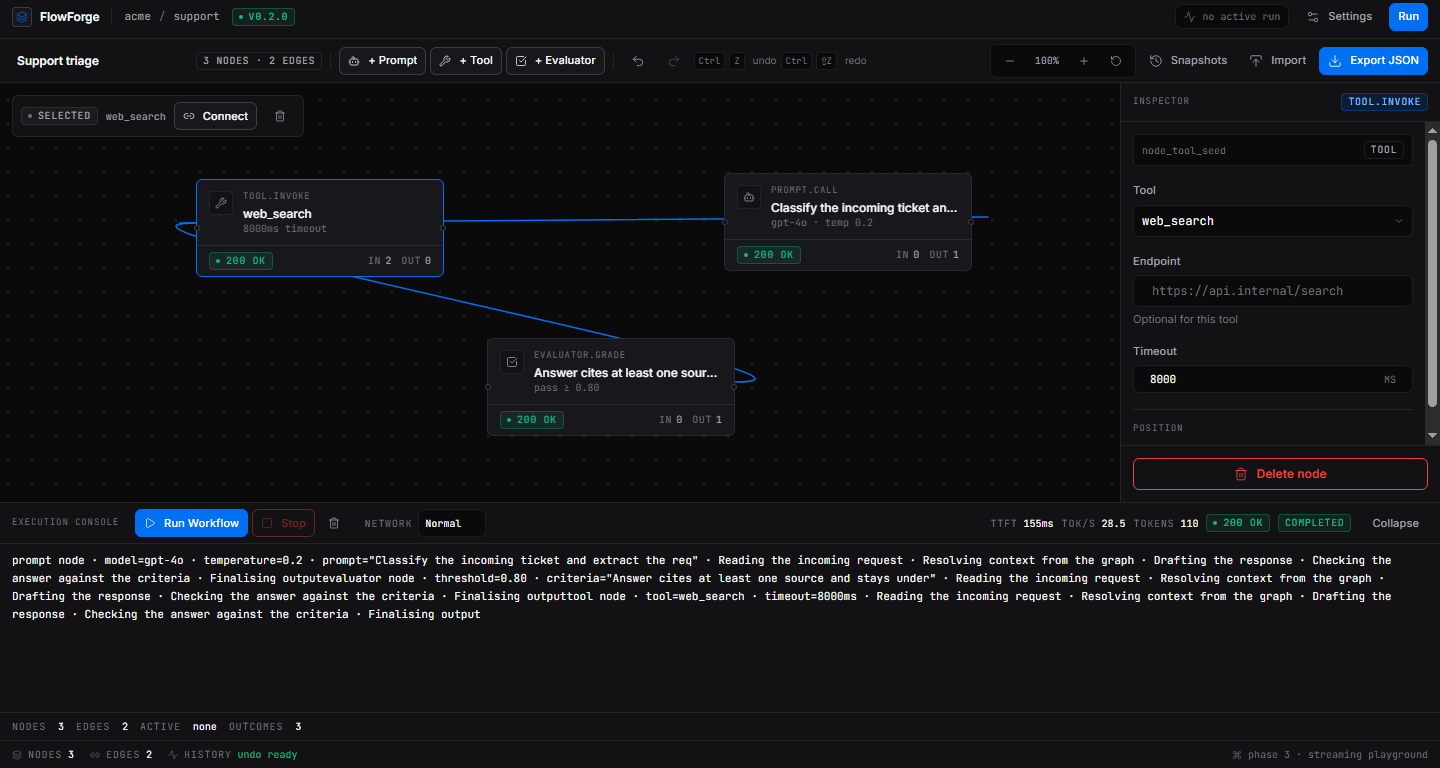 FlowForge acme / support V0.2.0 no active run Settings Run
Support triage 3 NODES · 2 EDGES + Prompt + Tool + Evaluator Ctrl Z undo Ctrl ⇧Z redo − 100% + Snapshots Import Export JSON
SELECTED web_search Connect
TOOL.INVOKE
web_search
8000ms timeout
200 OK IN 2 OUT 0
PROMPT.CALL
Classify the incoming ticket an...
gpt-4o · temp 0.2
200 OK IN 0 OUT 1
EVALUATOR.GRADE
Answer cites at least one sour...
pass ≥ 0.80
200 OK IN 0 OUT 1
INSPECTOR TOOL.INVOKE
node_tool_seed TOOL
Tool
web_search
Endpoint
https://api.internal/search
Optional for this tool
Timeout
8000 MS
POSITION
Delete node
EXECUTION CONSOLE Run Workflow Stop NETWORK Normal TTFT 155ms TOK/S 28.5 TOKENS 110 200 OK COMPLETED Collapse
prompt node · model=gpt-4o · temperature=0.2 · prompt="Classify the incoming ticket and extract the req" · Reading the incoming request · Resolving context from the graph · Drafting the response · Checking the
answer against the criteria · Finalising outputevaluator node · threshold=0.80 · criteria="Answer cites at least one source and stays under" · Reading the incoming request · Resolving context from the graph ·
Drafting the response · Checking the answer against the criteria · Finalising outputtool node · tool=web_search · timeout=8000ms · Reading the incoming request · Resolving context from the graph · Drafting the
response · Checking the answer against the criteria · Finalising output
NODES 3 EDGES 2 ACTIVE none OUTCOMES 3
NODES 3 EDGES 2 HISTORY undo ready ⌘ phase 3 · streaming playground